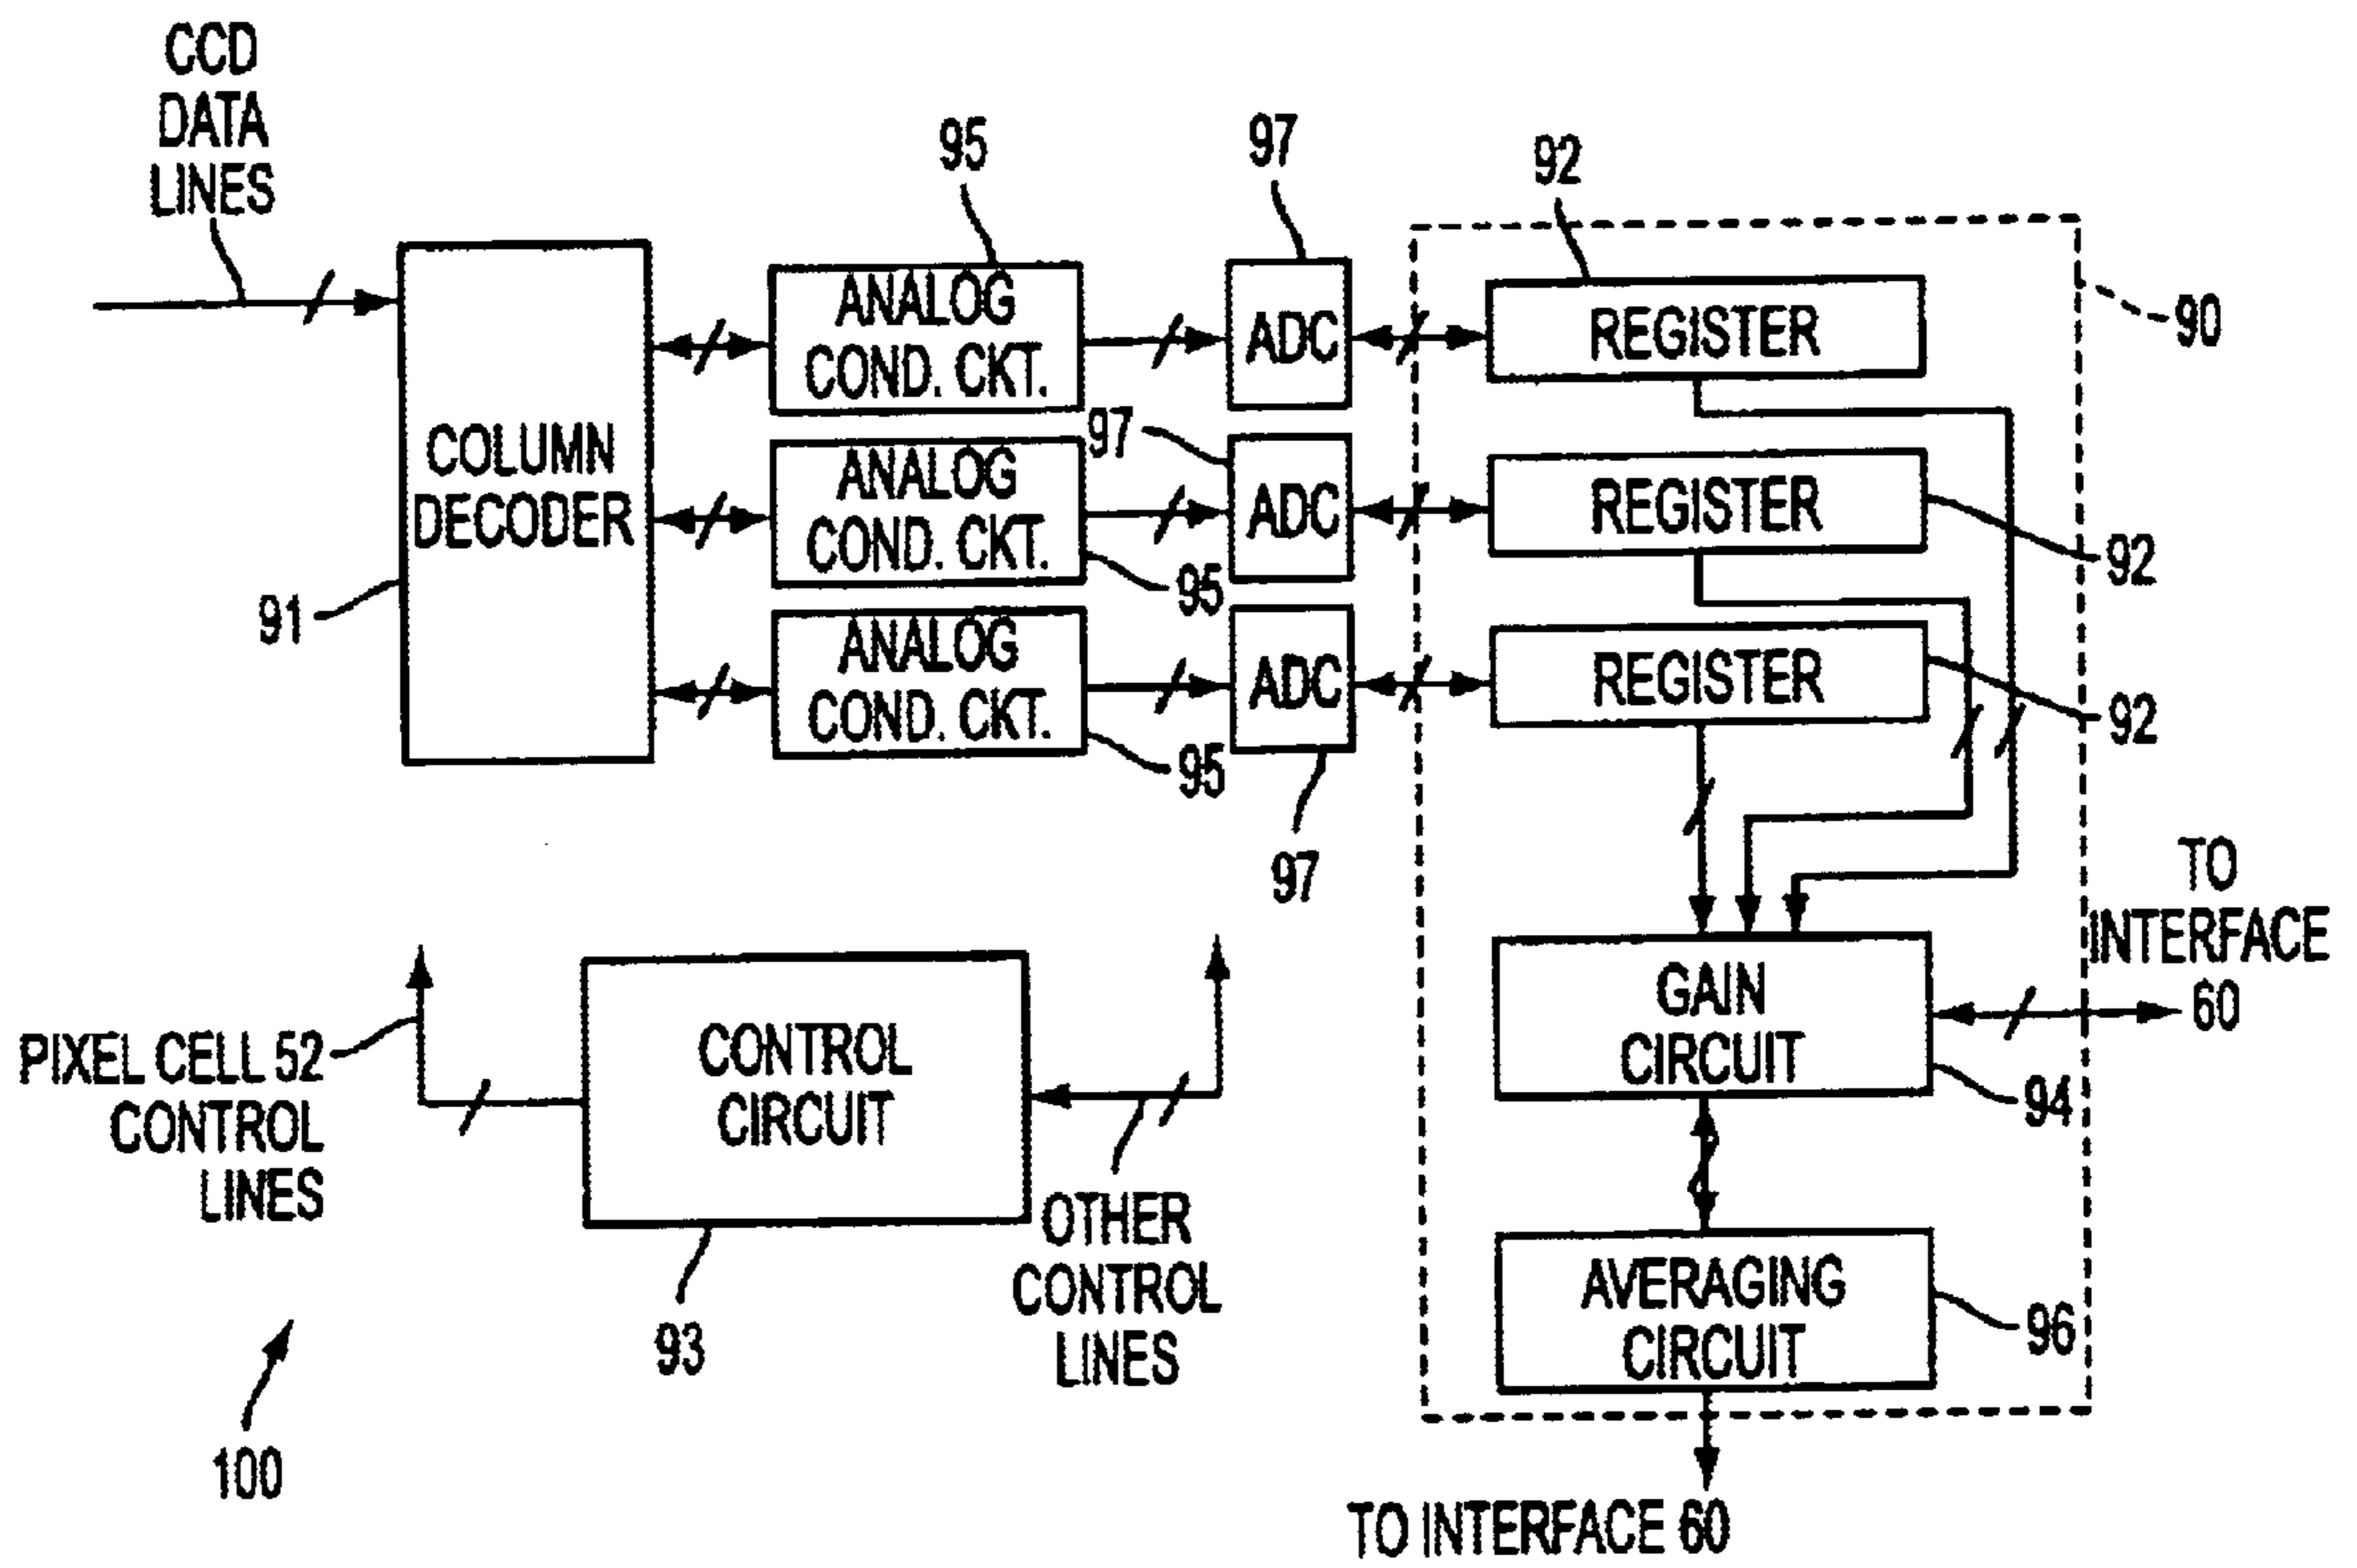 CCD
DATA
LINES
95
97
92
90
ANALOG
COND. CKT.
ADC
REGISTER
97
COLUMN
DECODER
ANALOG
COND. CKT.
ADC
REGISTER
92
91
95
ANALOG
COND. CKT.
ADC
REGISTER
92
95
97
TO
INTERFACE
60
GAIN
CIRCUIT
94
PIXEL CELL 52
CONTROL
LINES
CONTROL
CIRCUIT
OTHER
CONTROL
LINES
93
AVERAGING
CIRCUIT
96
100
TO INTERFACE 60